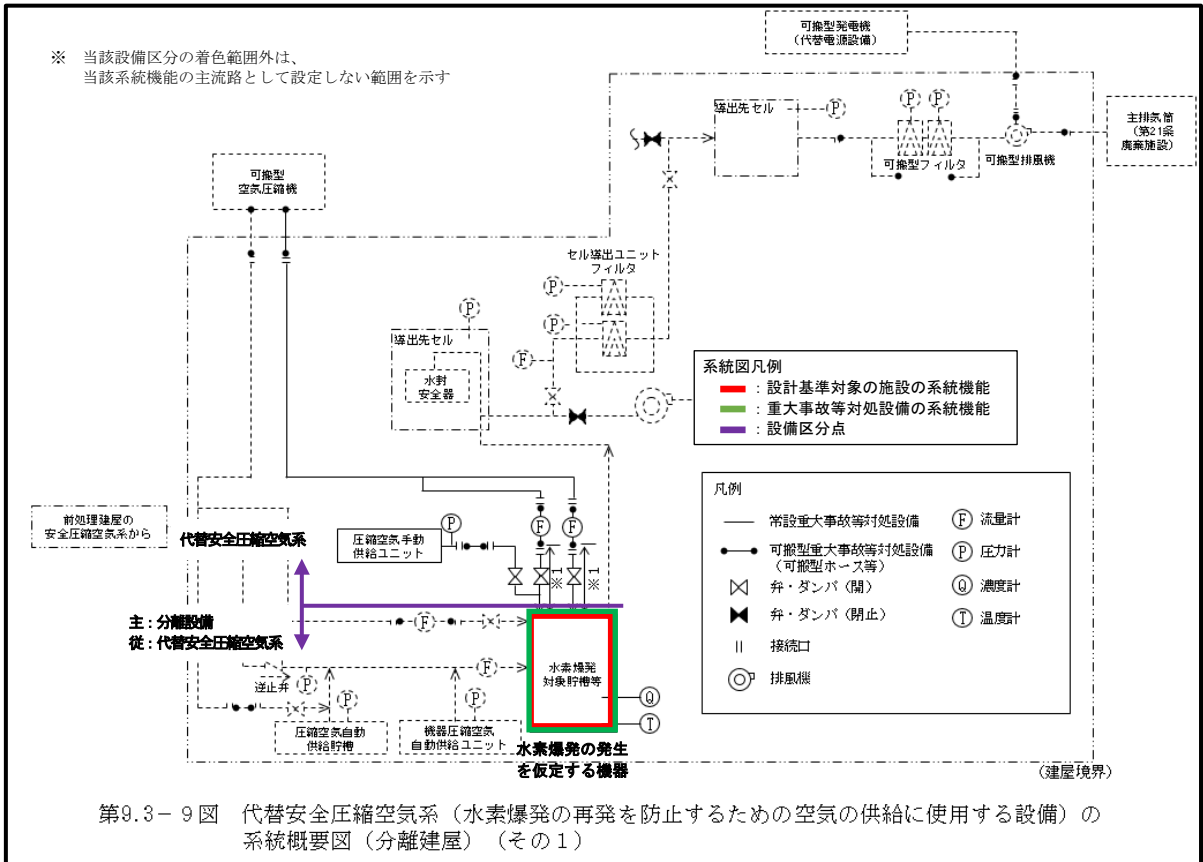 ※ 当該設備区分の着色範囲外は、
当該系統機能の主流路として設定しない範囲を示す
可搬型発電機
(代替電源設備)
導出先セル
P
P
P
可搬型フィルタ
可搬型排風機
主排気筒
(第21条
廃棄施設)
可搬型
空気圧縮機
セル導出ユニット
フィルタ
P
P
P
F
導出先セル
水封
安全器
系統図凡例
:設計基準対象の施設の系統機能
:重大事故等対処設備の系統機能
:設備区分点
前処理建屋の
安全圧縮空気系から
代替安全圧縮空気系
圧縮空気手動
供給ユニット
P
F
F
※1
※1
主:分離設備
従:代替安全圧縮空気系
F
F
逆止弁
P
P
P
圧縮空気自動
供給貯槽
機器圧縮空気
自動供給ユニット
水素爆発
対象貯槽等
Q
T
水素爆発の発生
を仮定する機器
凡例
常設重大事故等対処設備
可搬型重大事故等対処設備
(可搬型ホース等)
弁・ダンパ(開)
弁・ダンパ(閉止)
接続口
排風機
F 流量計
P 圧力計
Q 濃度計
T 温度計
(建屋境界)
第9.3-9図 代替安全圧縮空気系(水素爆発の再発を防止するための空気の供給に使用する設備)の
系統概要図(分離建屋)(その1)